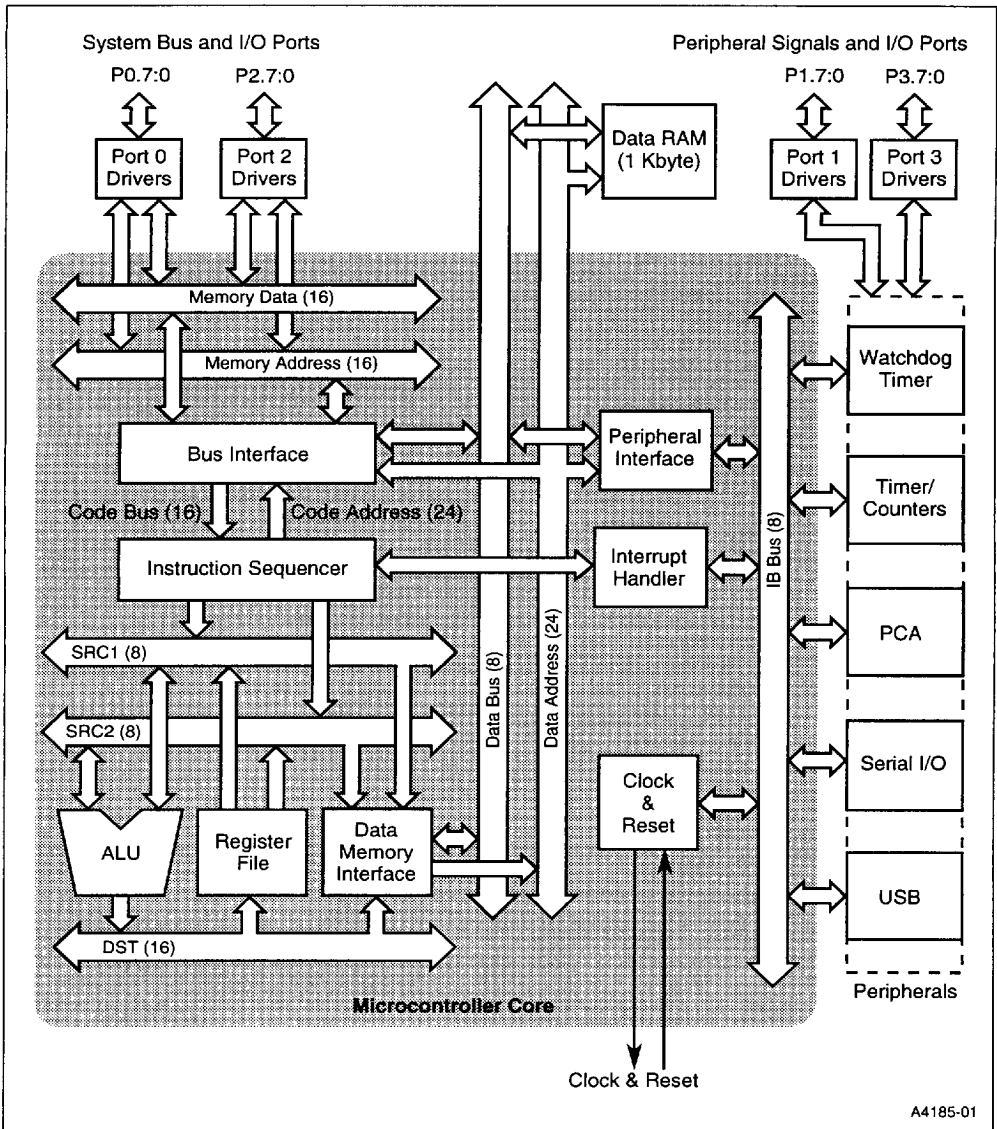 System Bus and I/O Ports
Peripheral Signals and I/O Ports
P0.7:0
P2.7:0
P1.7:0
P3.7:0
Port 0
Drivers
Port 2
Drivers
Data RAM
(1 Kbyte)
Port 1
Drivers
Port 3
Drivers
Memory Data (16)
Memory Address (16)
Bus Interface
Code Bus (16)
Code Address (24)
Instruction Sequencer
SRC1 (8)
SRC2 (8)
ALU
Register
File
Data
Memory
Interface
DST (16)
Data Bus (8)
Data Address (24)
Peripheral
Interface
Interrupt
Handler
Clock
&
Reset
IB Bus (8)
Watchdog
Timer
Timer/
Counters
PCA
Serial I/O
USB
Peripherals
Microcontroller Core
Clock & Reset
A4185-01